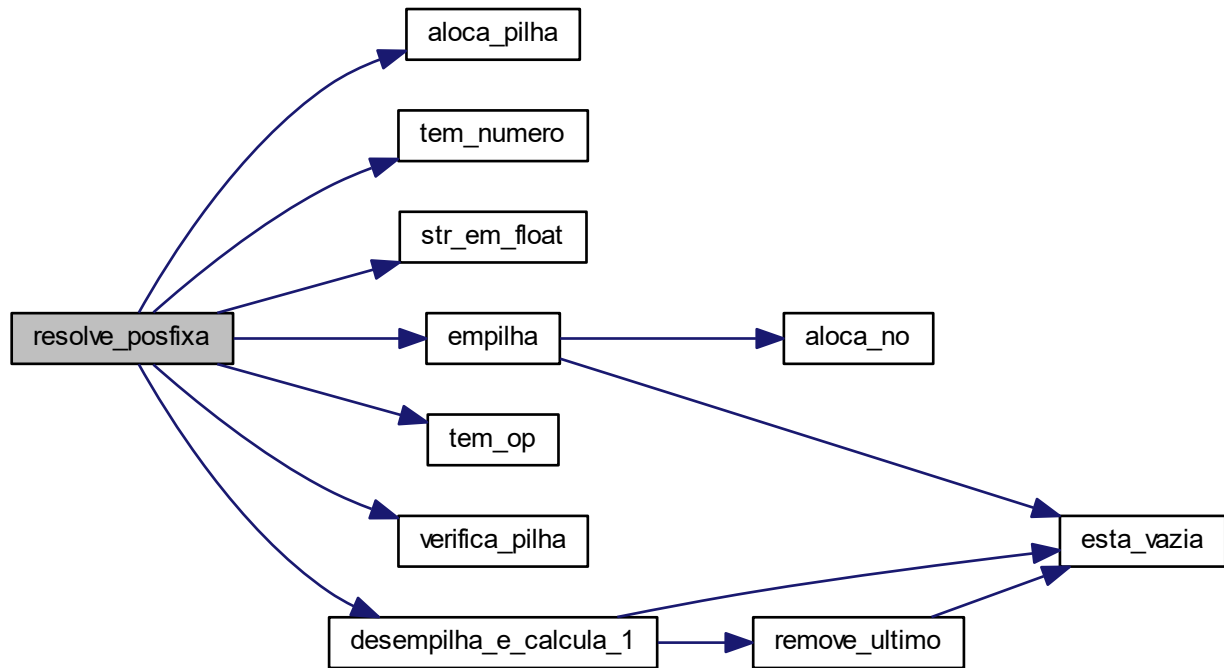 aloca_pilha
tem_numero
str_em_float
resolve_posfixa
empilha
aloca_no
tem_op
verifica_pilha
esta_vazia
desempilha_e_calcula_1
remove_ultimo